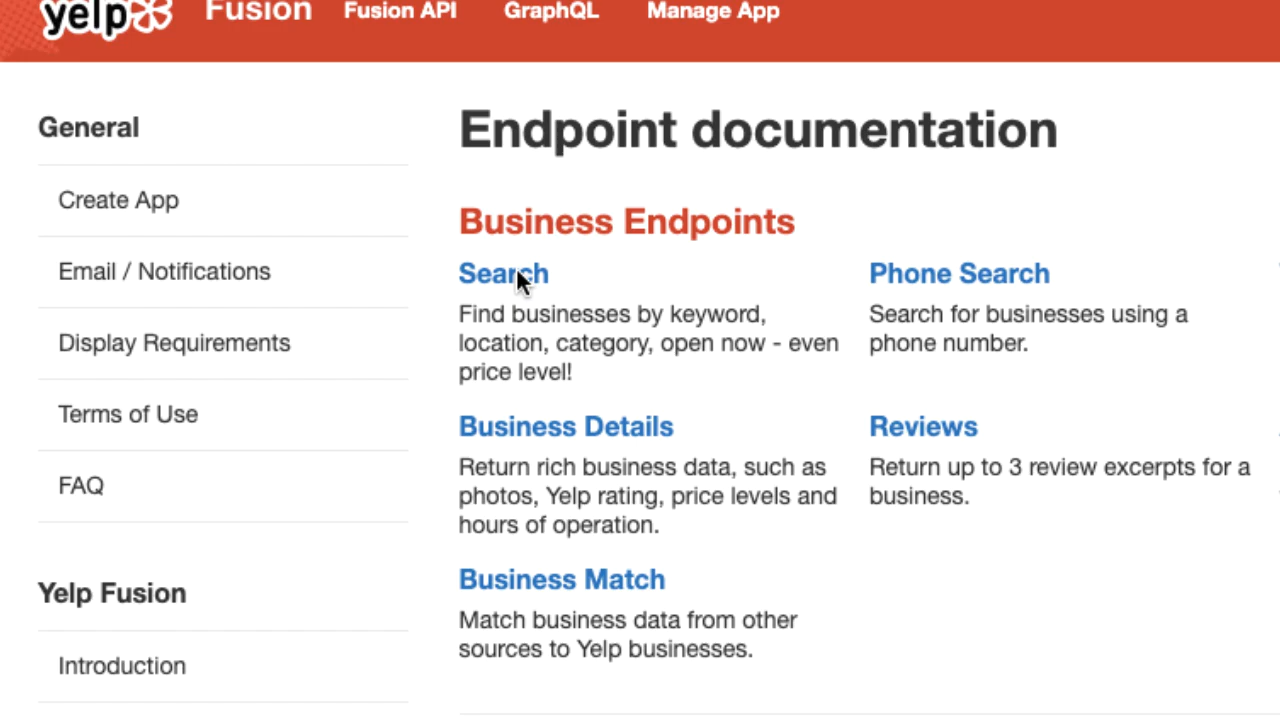 yelp Fusion Fusion API GraphQL Manage App
General
Create App
Email / Notifications
Display Requirements
Terms of Use
FAQ
Yelp Fusion
Introduction
Endpoint documentation
Business Endpoints
Search
Find businesses by keyword,
location, category, open now - even
price level!
Phone Search
Search for businesses using a
phone number.
Business Details
Return rich business data, such as
photos, Yelp rating, price levels and
hours of operation.
Reviews
Return up to 3 review excerpts for a
business.
Business Match
Match business data from other
sources to Yelp businesses.